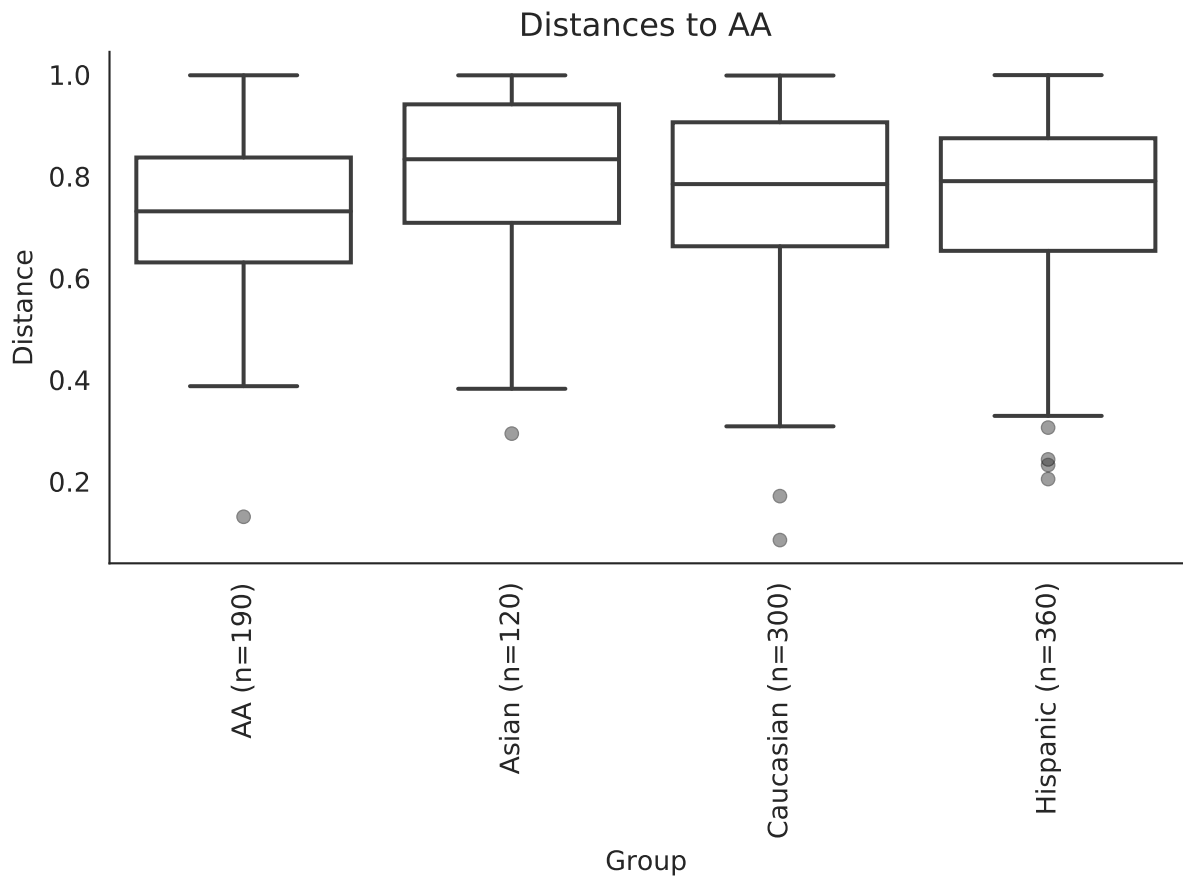 Distances to AA
1.0
0.8
0.6
0.4
0.2
Distance
AA (n=190)
Asian (n=120)
Caucasian (n=300)
Hispanic (n=360)
Group